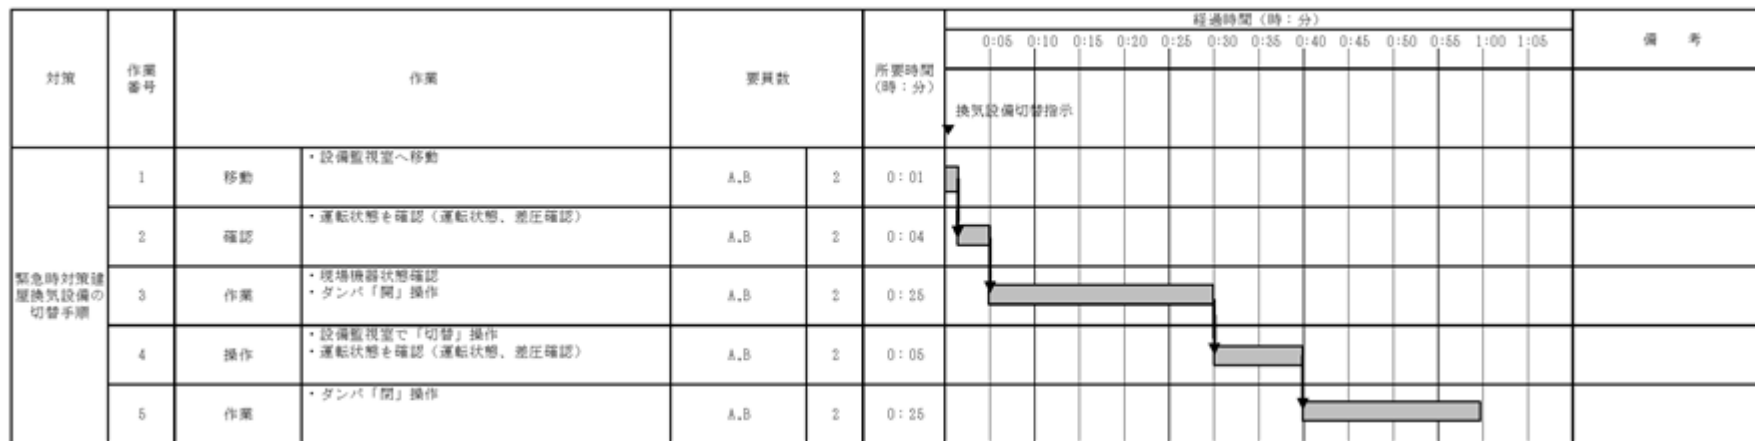 対策
作業
番号
作業
要員数
所要時間
(時：分)
経過時間(時：分)
備 考
0:05 0:10 0:15 0:20 0:25 0:30 0:35 0:40 0:45 0:50 0:55 1:00 1:05
換気設備切替指示
緊急時対策建
屋換気設備の
切替手順
1 移動 ・設備監視室へ移動 A,B 2 0:01
2 確認 ・運転状態を確認(運転状態、差圧確認) A,B 2 0:04
3 作業 ・現場機器状態確認
・ダンパ「開」操作 A,B 2 0:25
4 操作 ・設備監視室で「切替」操作
・運転状態を確認(運転状態、差圧確認) A,B 2 0:05
5 作業 ・ダンパ「閉」操作 A,B 2 0:25